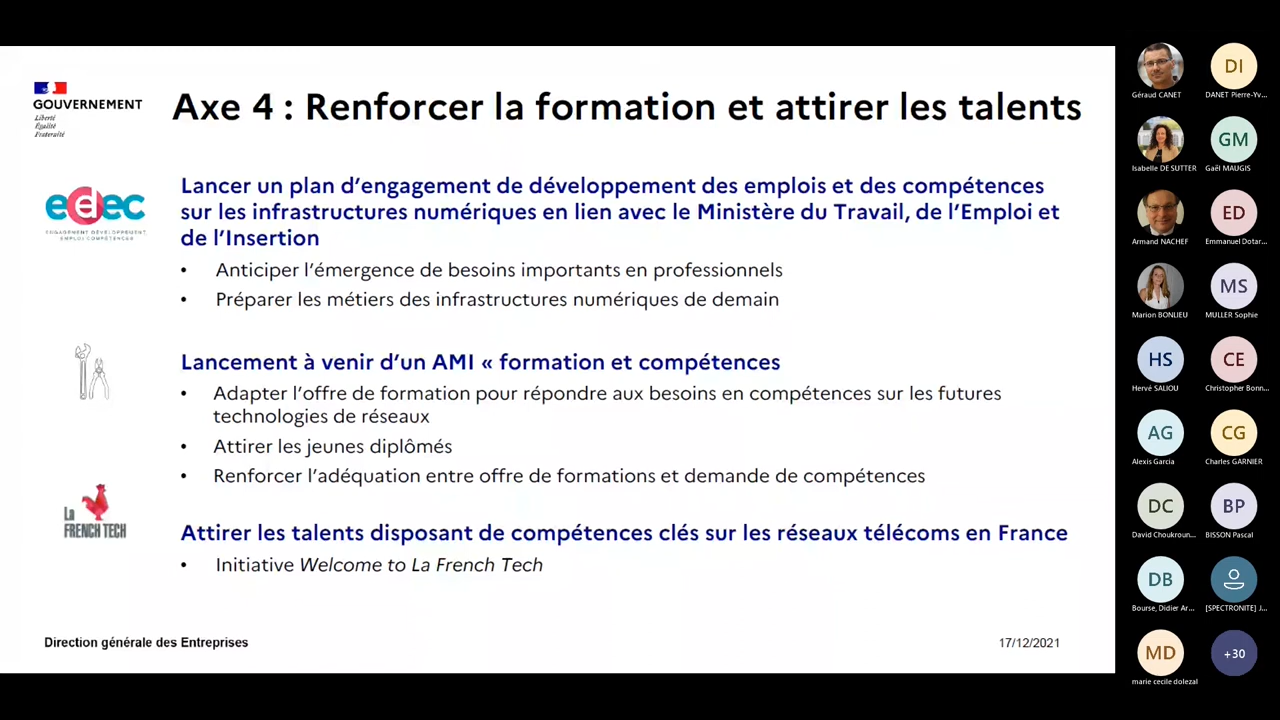 GOUVERNEMENT
Liberté
Égalité
Fraternité
Axe 4 : Renforcer la formation et attirer les talents
edec
ENGAGEMENT DÉVELOPPEMENT
EMPLOI COMPÉTENCES
Lancer un plan d’engagement de développement des emplois et des compétences
sur les infrastructures numériques en lien avec le Ministère du Travail, de l’Emploi et
de l’Insertion
• Anticiper l’émergence de besoins importants en professionnels
• Préparer les métiers des infrastructures numériques de demain
Lancement à venir d’un AMI « formation et compétences
• Adapter l’offre de formation pour répondre aux besoins en compétences sur les futures
technologies de réseaux
• Attirer les jeunes diplômés
• Renforcer l’adéquation entre offre de formations et demande de compétences
La
FRENCH TECH
Attirer les talents disposant de compétences clés sur les réseaux télécoms en France
• Initiative Welcome to La French Tech
Direction générale des Entreprises
17/12/2021
DI
Géraud CANET
DANET Pierre-Yv...
GM
Isabelle DE SUTTER
Gaël MAUGIS
ED
Armand NACHEF
Emmanuel Dotar...
MS
Marion BONLIEU
MULLER Sophie
HS
CE
Hervé SALIOU
Christopher Bonn...
AG
CG
Alexis Garcia
Charles GARNIER
DC
BP
David Choukroun...
BISSON Pascal
DB
Bourse, Didier Ar...
[SPECTRONITE] J...
MD
+30
marie cecile dolezal